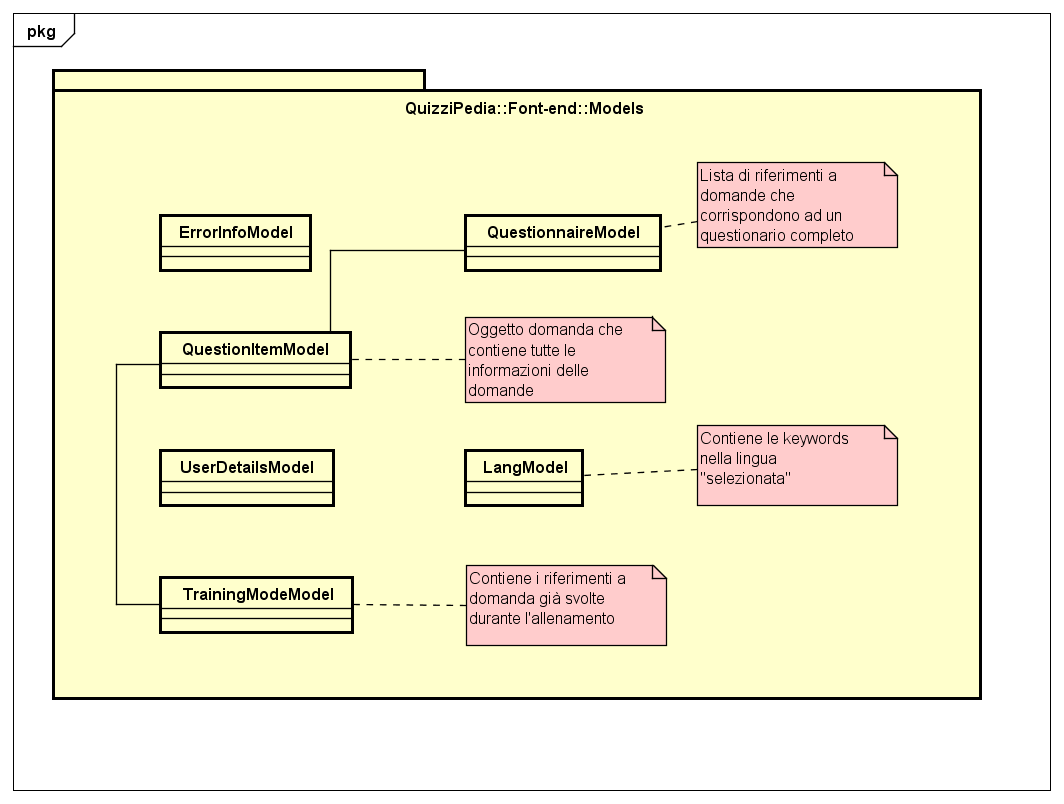 pkg
QuizziPedia::Font-end::Models
Lista di riferimenti a
domande che
corrispondono ad un
questionario completo
ErrorInfoModel
QuestionnaireModel
QuestionItemModel
Oggetto domanda che
contiene tutte le
informazioni delle
domande
UserDetailsModel
LangModel
Contiene le keywords
nella lingua
"selezionata"
TrainingModeModel
Contiene i riferimenti a
domanda già svolte
durante l'allenamento